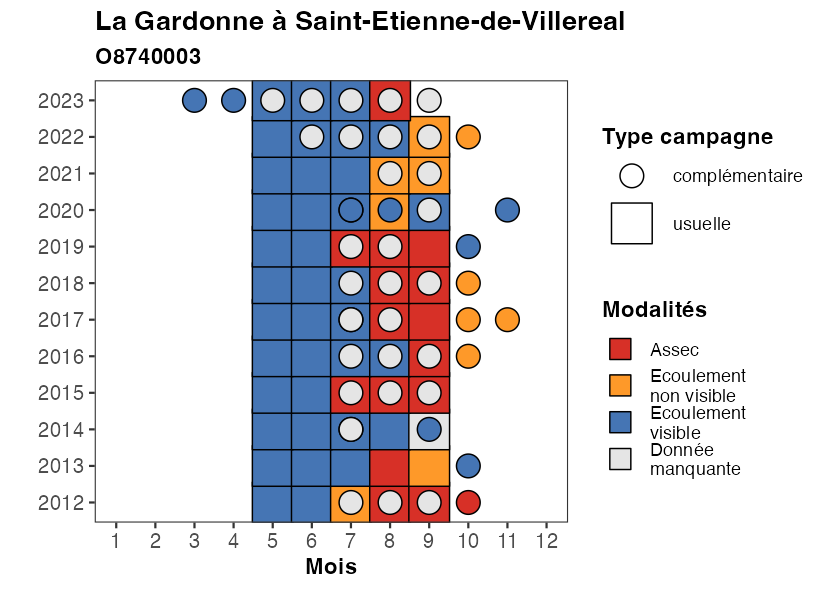 La Gardonne à Saint-Etienne-de-Villereal
O8740003
2023
2022
2021
2020
2019
2018
2017
2016
2015
2014
2013
2012
1 2 3 4 5 6 7 8 9 10 11 12
Mois
Type campagne
complémentaire
usuelle
Modalités
Assec
Ecoulement
non visible
Ecoulement
visible
Donnée
manquante